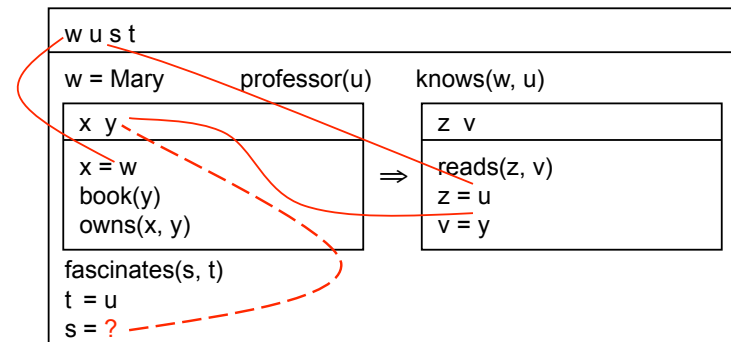 w u s t
w = Mary professor(u) knows(w, u)
x y
x = w
book(y)
owns(x, y)
⇒
z v
reads(z, v)
z = u
v = y
fascinates(s, t)
t = u
s = ?